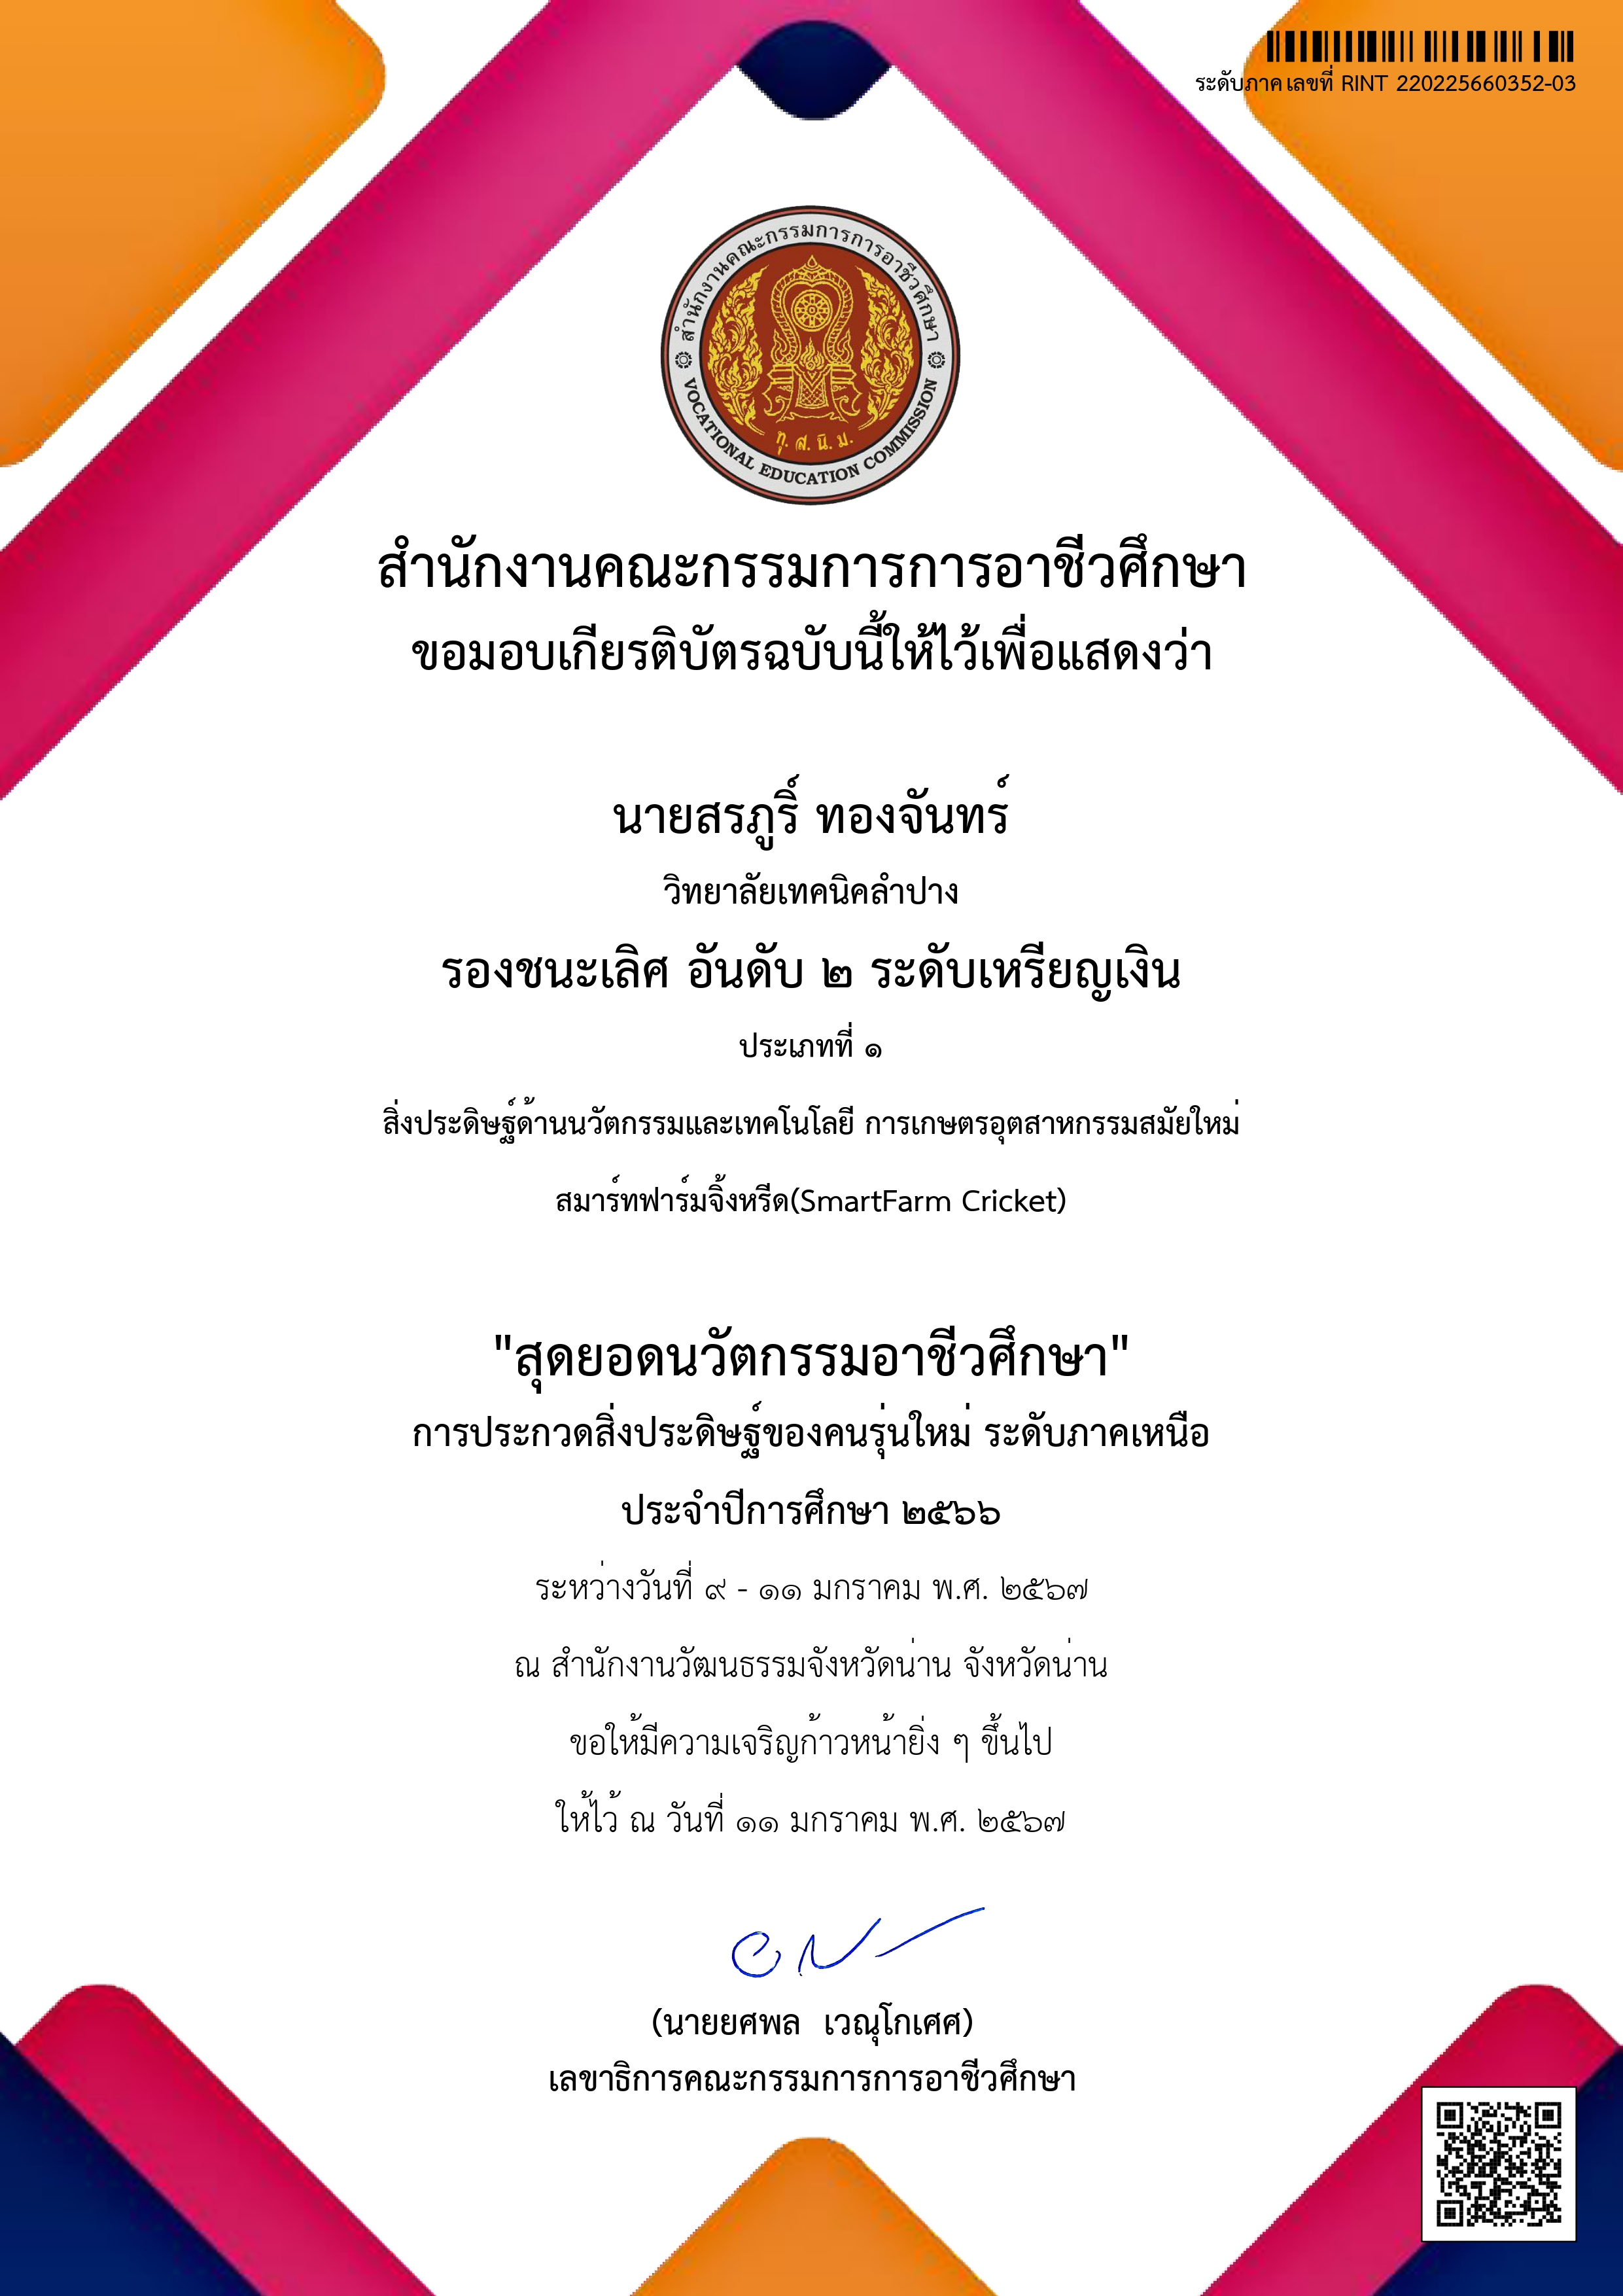 ระดับภาค เลขที่ RINT 220225660352-03
สำนักงานคณะกรรมการการอาชีวศึกษา
VOCATIONAL EDUCATION COMMISSION
ทุ. ส. นิ. ม.
สำนักงานคณะกรรมการการอาชีวศึกษา
ขอมอบเกียรติบัตรฉบับนี้ให้ไว้เพื่อแสดงว่า
นายสรภูริ์ ทองจันทร์
วิทยาลัยเทคนิคลำปาง
รองชนะเลิศ อันดับ ๒ ระดับเหรียญเงิน
ประเภทที่ ๑
สิ่งประดิษฐ์ด้านนวัตกรรมและเทคโนโลยี การเกษตรอุตสาหกรรมสมัยใหม่
สมาร์ทฟาร์มจิ้งหรีด(SmartFarm Cricket)
"สุดยอดนวัตกรรมอาชีวศึกษา"
การประกวดสิ่งประดิษฐ์ของคนรุ่นใหม่ ระดับภาคเหนือ
ประจำปีการศึกษา ๒๕๖๖
ระหว่างวันที่ ๙ - ๑๑ มกราคม พ.ศ. ๒๕๖๗
ณ สำนักงานวัฒนธรรมจังหวัดน่าน จังหวัดน่าน
ขอให้มีความเจริญก้าวหน้ายิ่ง ๆ ขึ้นไป
ให้ไว้ ณ วันที่ ๑๑ มกราคม พ.ศ. ๒๕๖๗
(นายยศพล เวณุโกเศศ)
เลขาธิการคณะกรรมการการอาชีวศึกษา